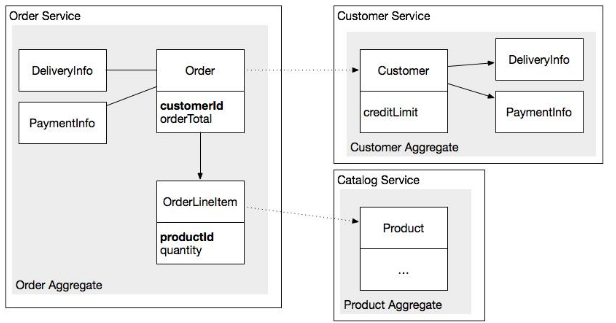 Order Service
DeliveryInfo
Order
PaymentInfo
customerId
orderTotal
OrderLineItem
productId
quantity
Order Aggregate
Customer Service
Customer
DeliveryInfo
creditLimit
PaymentInfo
Customer Aggregate
Catalog Service
Product
...
Product Aggregate